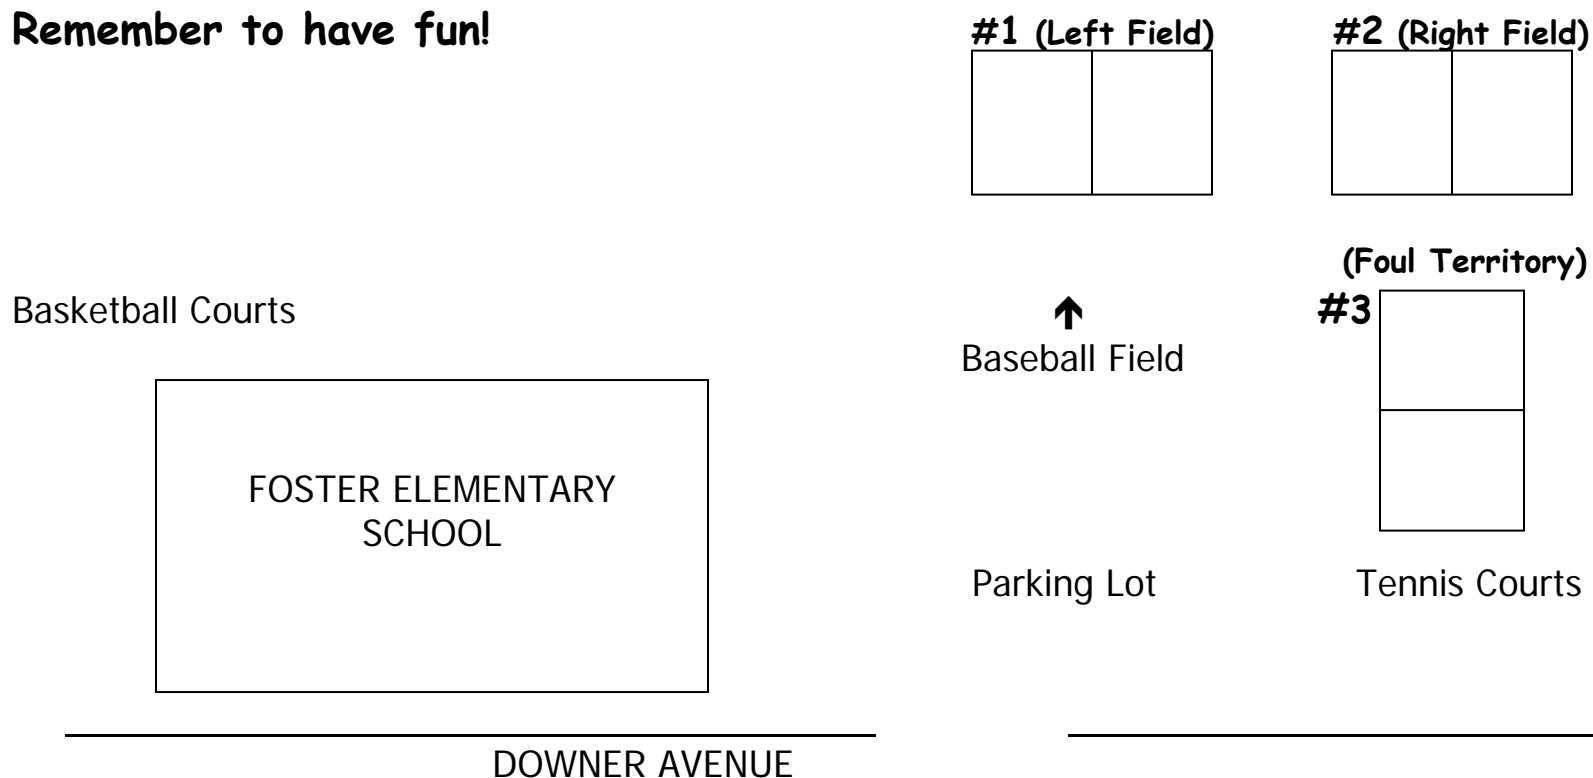 Remember to have fun!
#1 (Left Field)
#2 (Right Field)
(Foul Territory)
#3
Basketball Courts
Baseball Field
FOSTER ELEMENTARY
SCHOOL
Parking Lot
Tennis Courts
DOWNER AVENUE